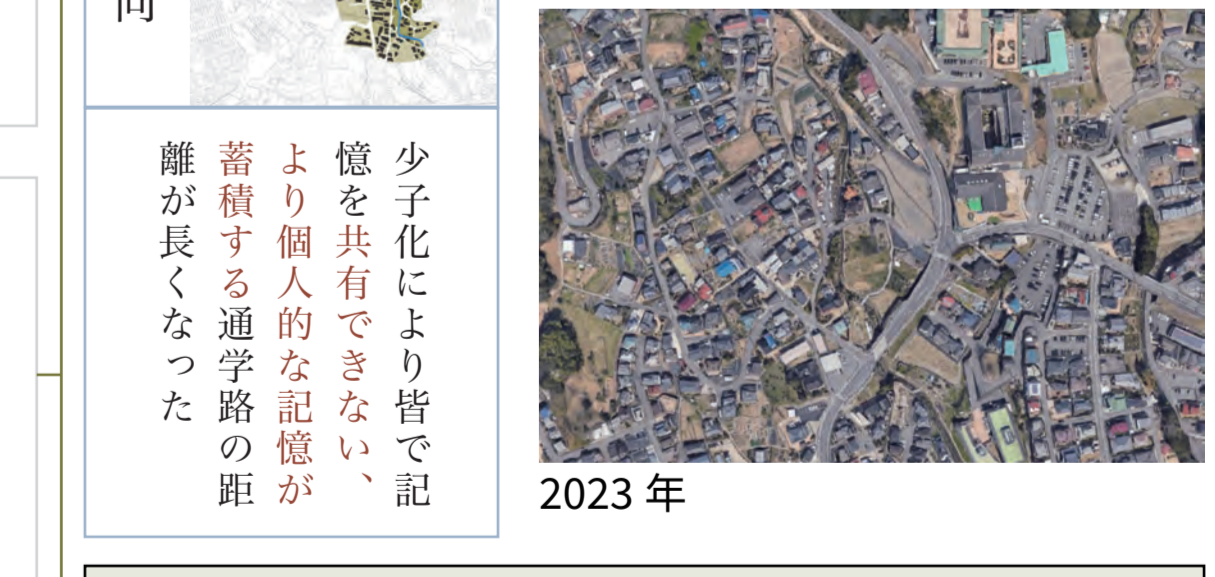 少子化により皆で記
憶を共有できない、
より個人的な記憶が
蓄積する通学路の距
離が長くなった
2023 年